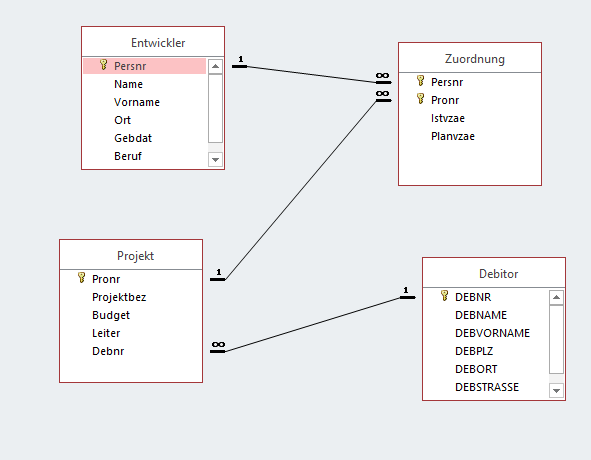 Entwickler
Persnr
Name
Vorname
Ort
Gebdat
Beruf
1
∞
∞
Zuordnung
Persnr
Pronr
Istvzae
Planvzae
Projekt
Pronr
Projektbez
Budget
Leiter
Debnr
1
∞
1
Debitor
DEBNR
DEBNAME
DEBVORNAME
DEBPLZ
DEBORT
DEBSTRASSE